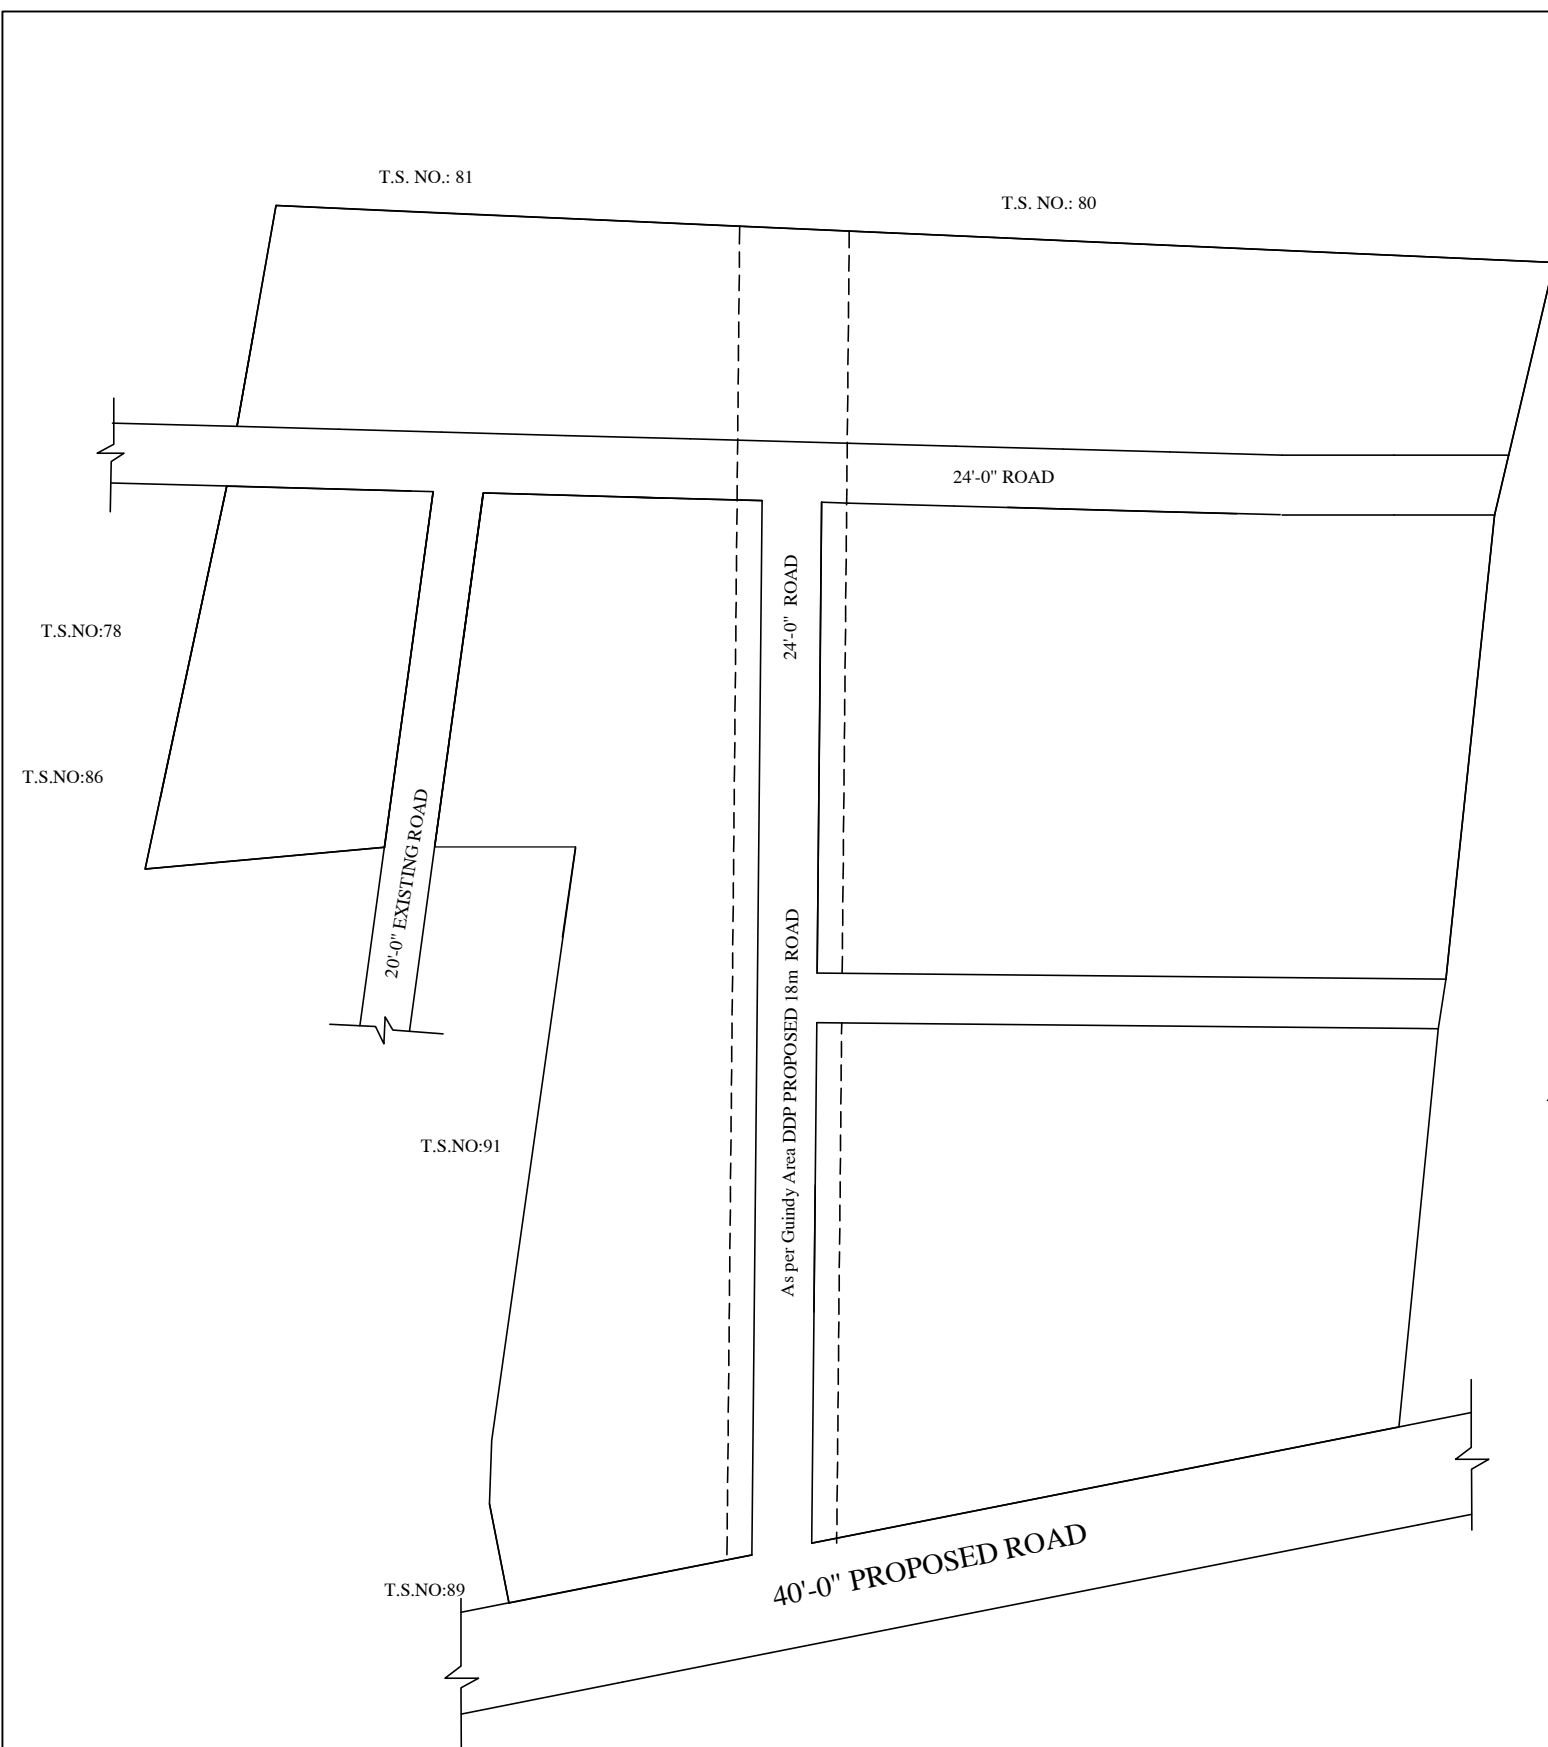 T.S. NO.: 81
T.S. NO.: 80
24'-0" ROAD
24'-0" ROAD
T.S.NO:78
T.S.NO:86
20'-0" EXISTING ROAD
As per Guindy Area DDP PROPOSED 18m ROAD
T.S.NO:91
40'-0" PROPOSED ROAD
T.S.NO:89